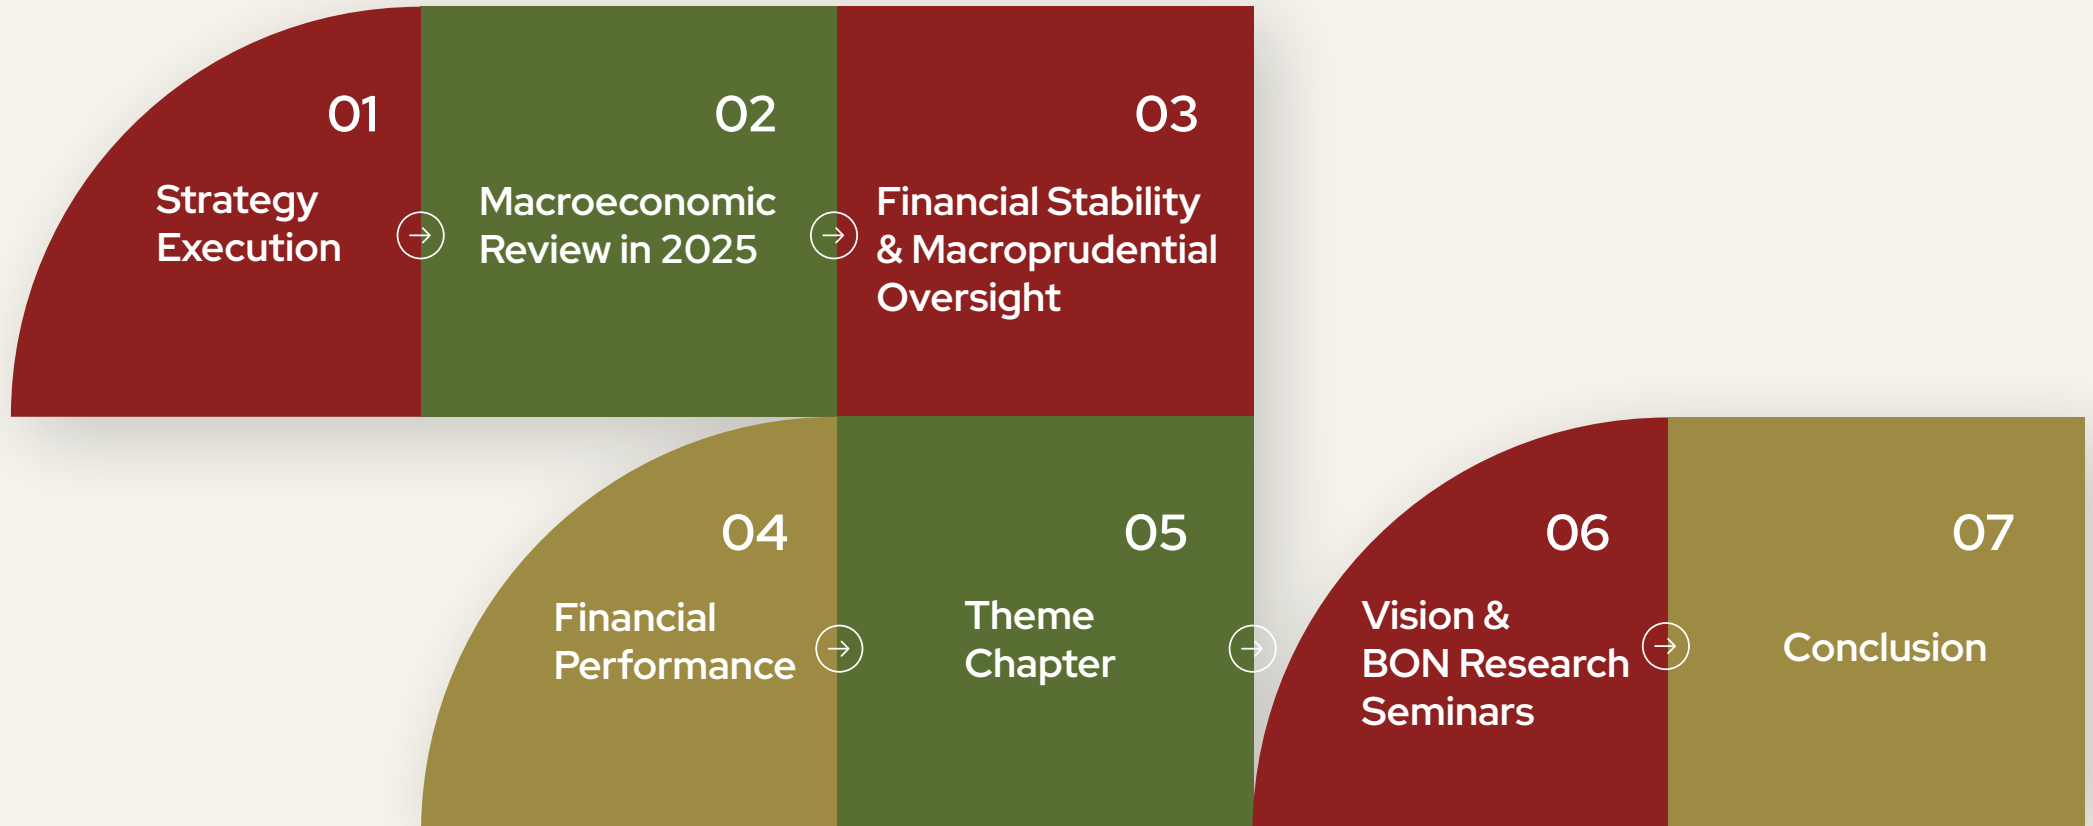 01
Strategy
Execution
02
Macroeconomic
Review in 2025
03
Financial Stability
& Macroprudential
Oversight
04
Financial
Performance
05
Theme
Chapter
06
Vision &
BON Research
Seminars
07
Conclusion